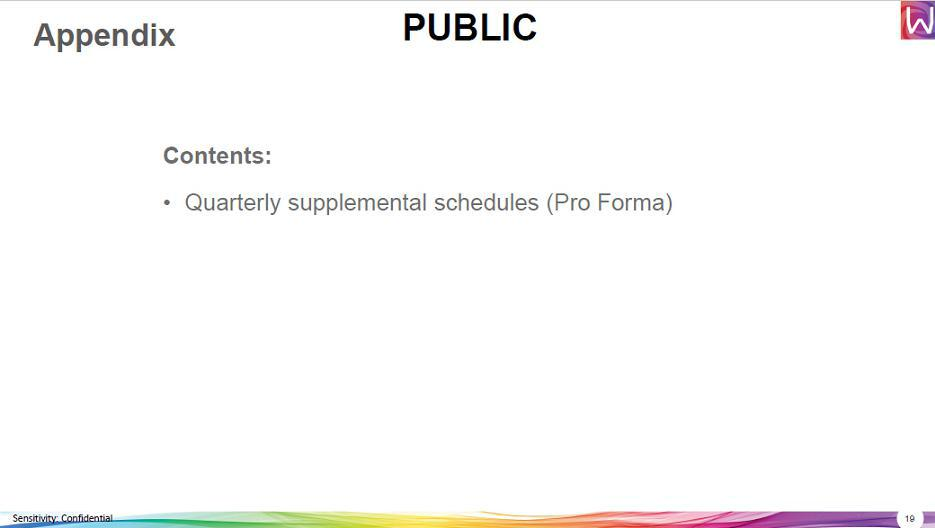 Appendix
PUBLIC
W
Contents:
• Quarterly supplemental schedules (Pro Forma)
Sensitivity: Confidential
19